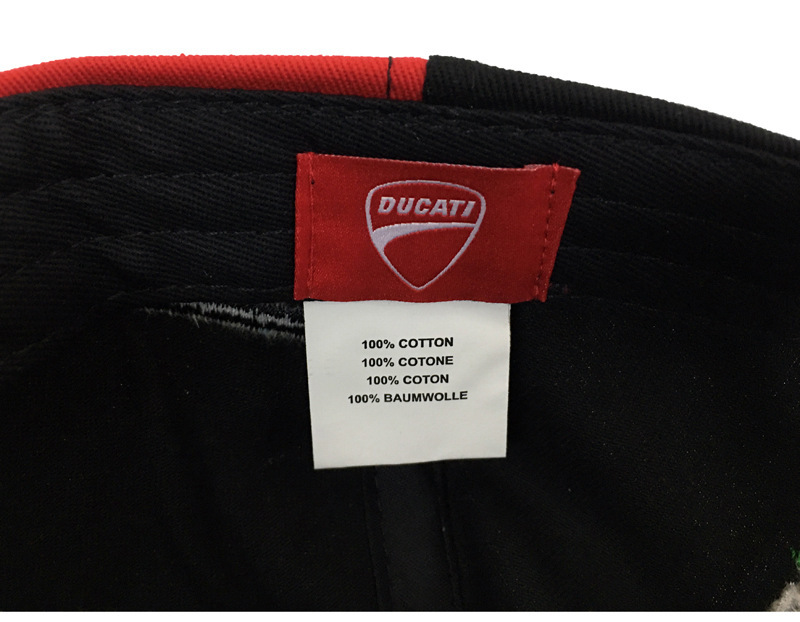 DUCATI
100% COTTON
100% COTONE
100% COTON
100% BAUMWOLLE